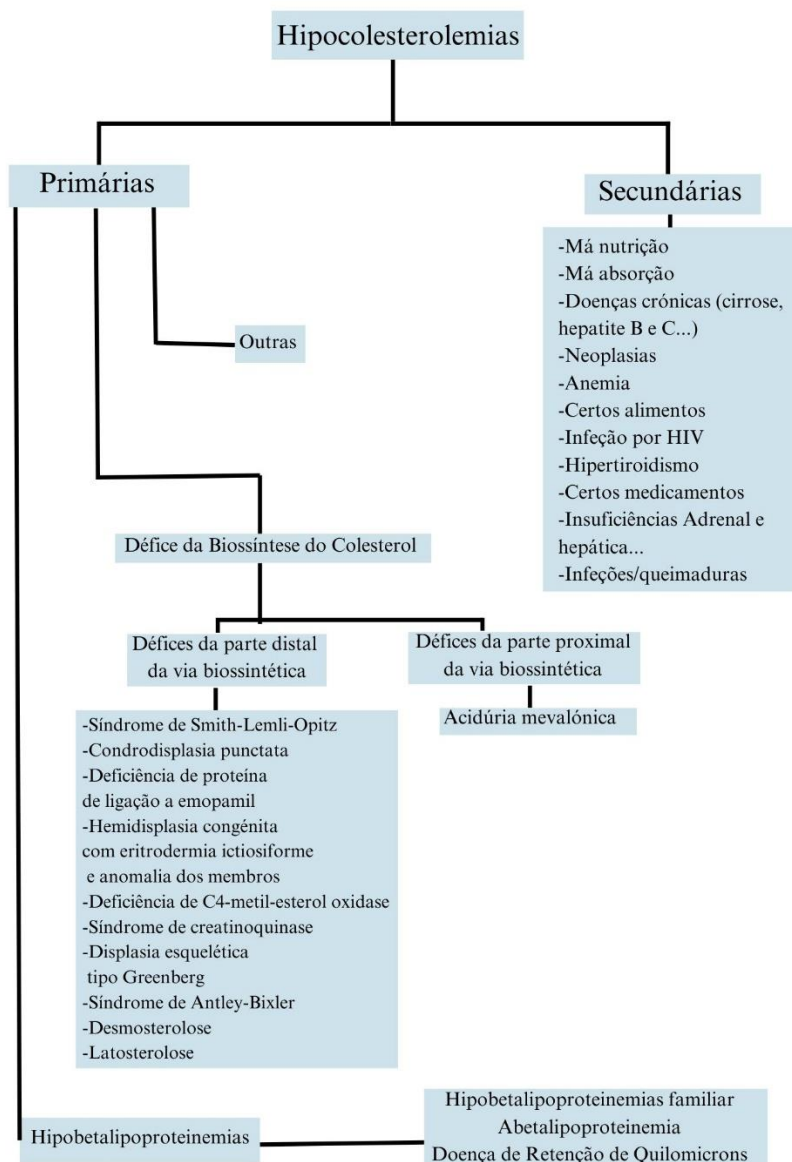 Hipocolesterolemias
Primárias
Secundárias
-Má nutrição
-Má absorção
-Doenças crónicas (cirrose,
hepatite B e C...)
-Neoplasias
-Anemia
-Certos alimentos
-Infeção por HIV
-Hipertiroidismo
-Certos medicamentos
-Insuficiências Adrenal e
hepática...
-Infeções/queimaduras
Outras
Défice da Biossíntese do Colesterol
Défices da parte distal
da via biossintética
Défices da parte proximal
da via biossintética
-Síndrome de Smith-Lemli-Opitz
-Condrodisplasia punctata
-Deficiência de proteína
de ligação a emopamil
-Hemidisplasia congénita
com eritrodermia ictiosiforme
e anomalia dos membros
-Deficiência de C4-metil-esterol oxidase
-Síndrome de creatinoquinase
-Displasia esquelética
tipo Greenberg
-Síndrome de Antley-Bixler
-Desmosterolose
-Latosterolose
Acidúria mevalónica
Hipobetalipoproteinemias
Hipobetalipoproteinemias familiar
Abetalipoproteinemia
Doença de Retenção de Quilomicrons